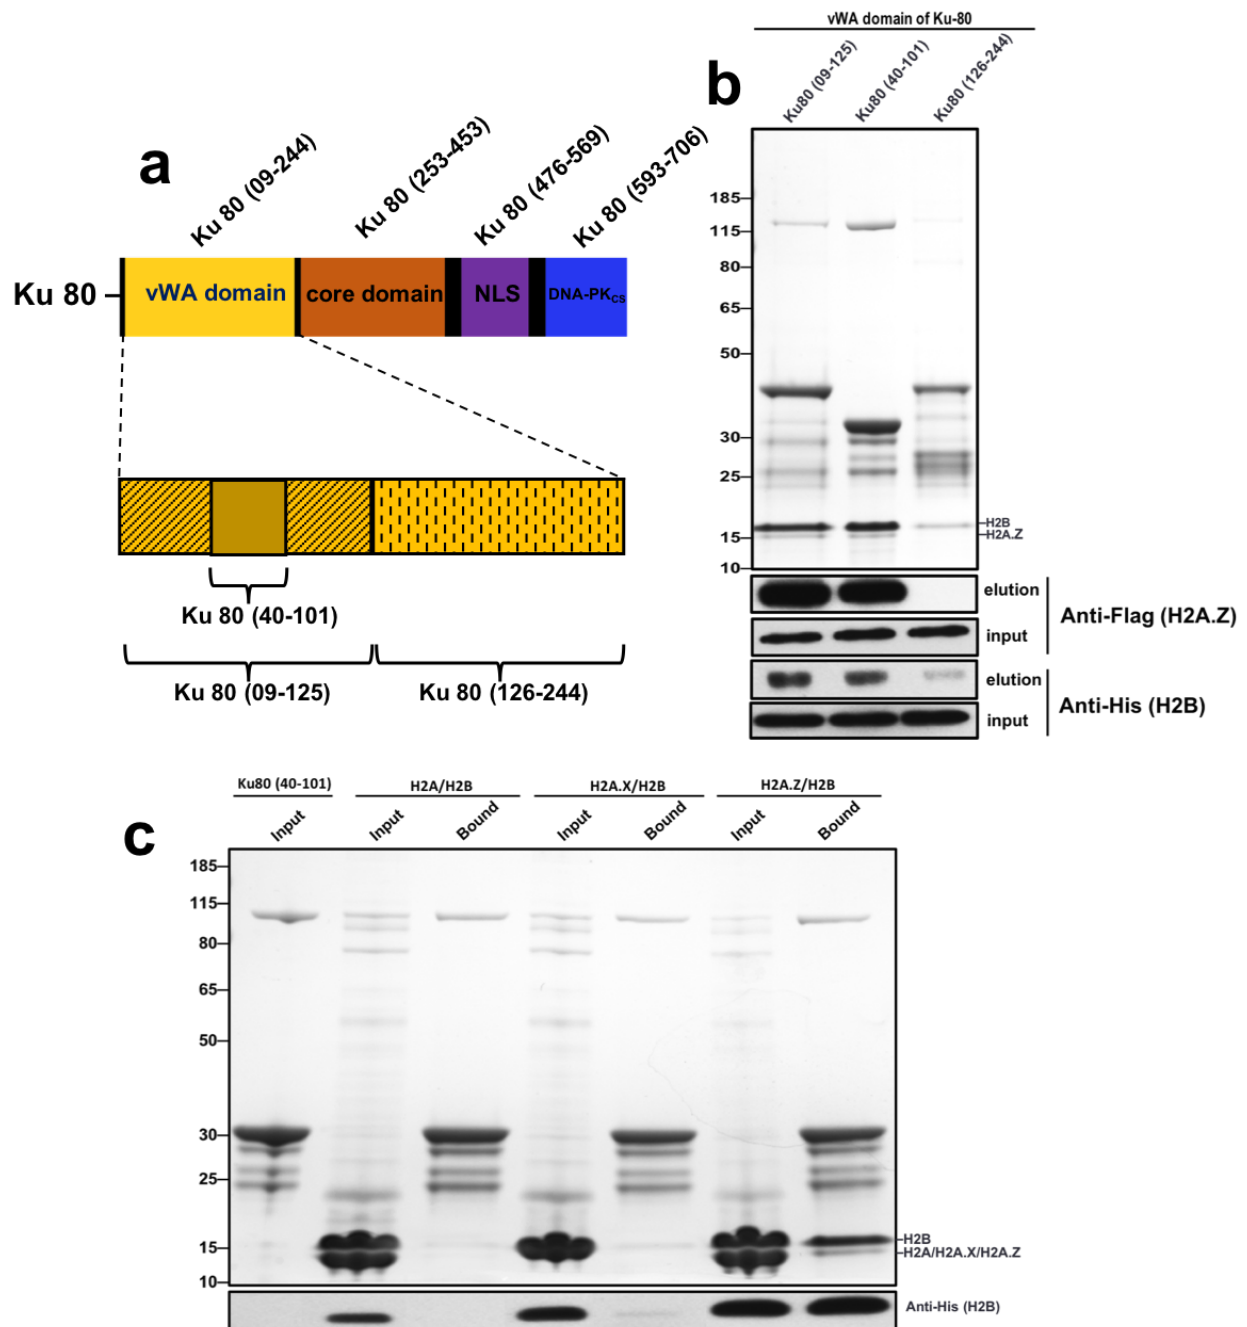 a
Ku 80 (09-244)
Ku 80 (253-453)
Ku 80 (476-569)
Ku 80 (593-706)
Ku 80
vWA domain
core domain
NLS
DNA-PKCS
Ku 80 (40-101)
Ku 80 (09-125)
Ku 80 (126-244)
b
vWA domain of Ku-80
Ku80 (09-125)
Ku80 (40-101)
Ku80 (126-244)
185
115
80
65
50
30
25
15
10
H2B
H2A.Z
elution
input
Anti-Flag (H2A.Z)
elution
input
Anti-His (H2B)
c
Ku80 (40-101)
H2A/H2B
H2A.X/H2B
H2A.Z/H2B
Input
Input
Bound
Input
Bound
Input
Bound
185
115
80
65
50
30
25
15
10
H2B
H2A/H2A.X/H2A.Z
Anti-His (H2B)